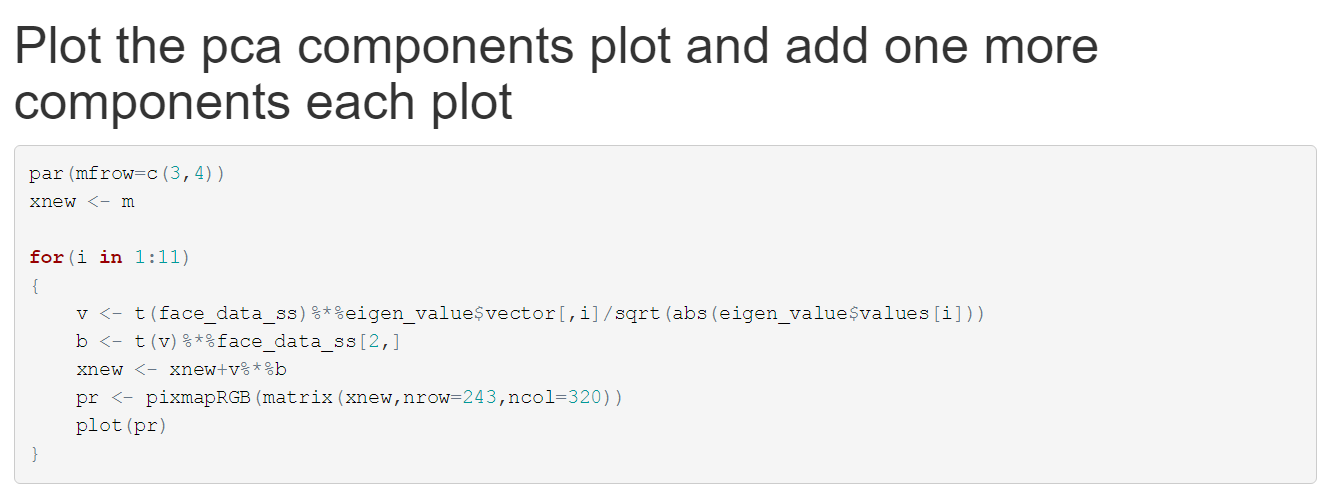 Plot the pca components plot and add one more
components each plot
par(mfrow=c(3,4))
xnew <- m
for(i in 1:11)
{
    v <- t(face_data_ss)%*%eigen_value$vector[,i]/sqrt(abs(eigen_value$values[i]))
    b <- t(v)%*%face_data_ss[2,]
    xnew <- xnew+v%*%b
    pr <- pixmapRGB(matrix(xnew,nrow=243,ncol=320))
    plot(pr)
}